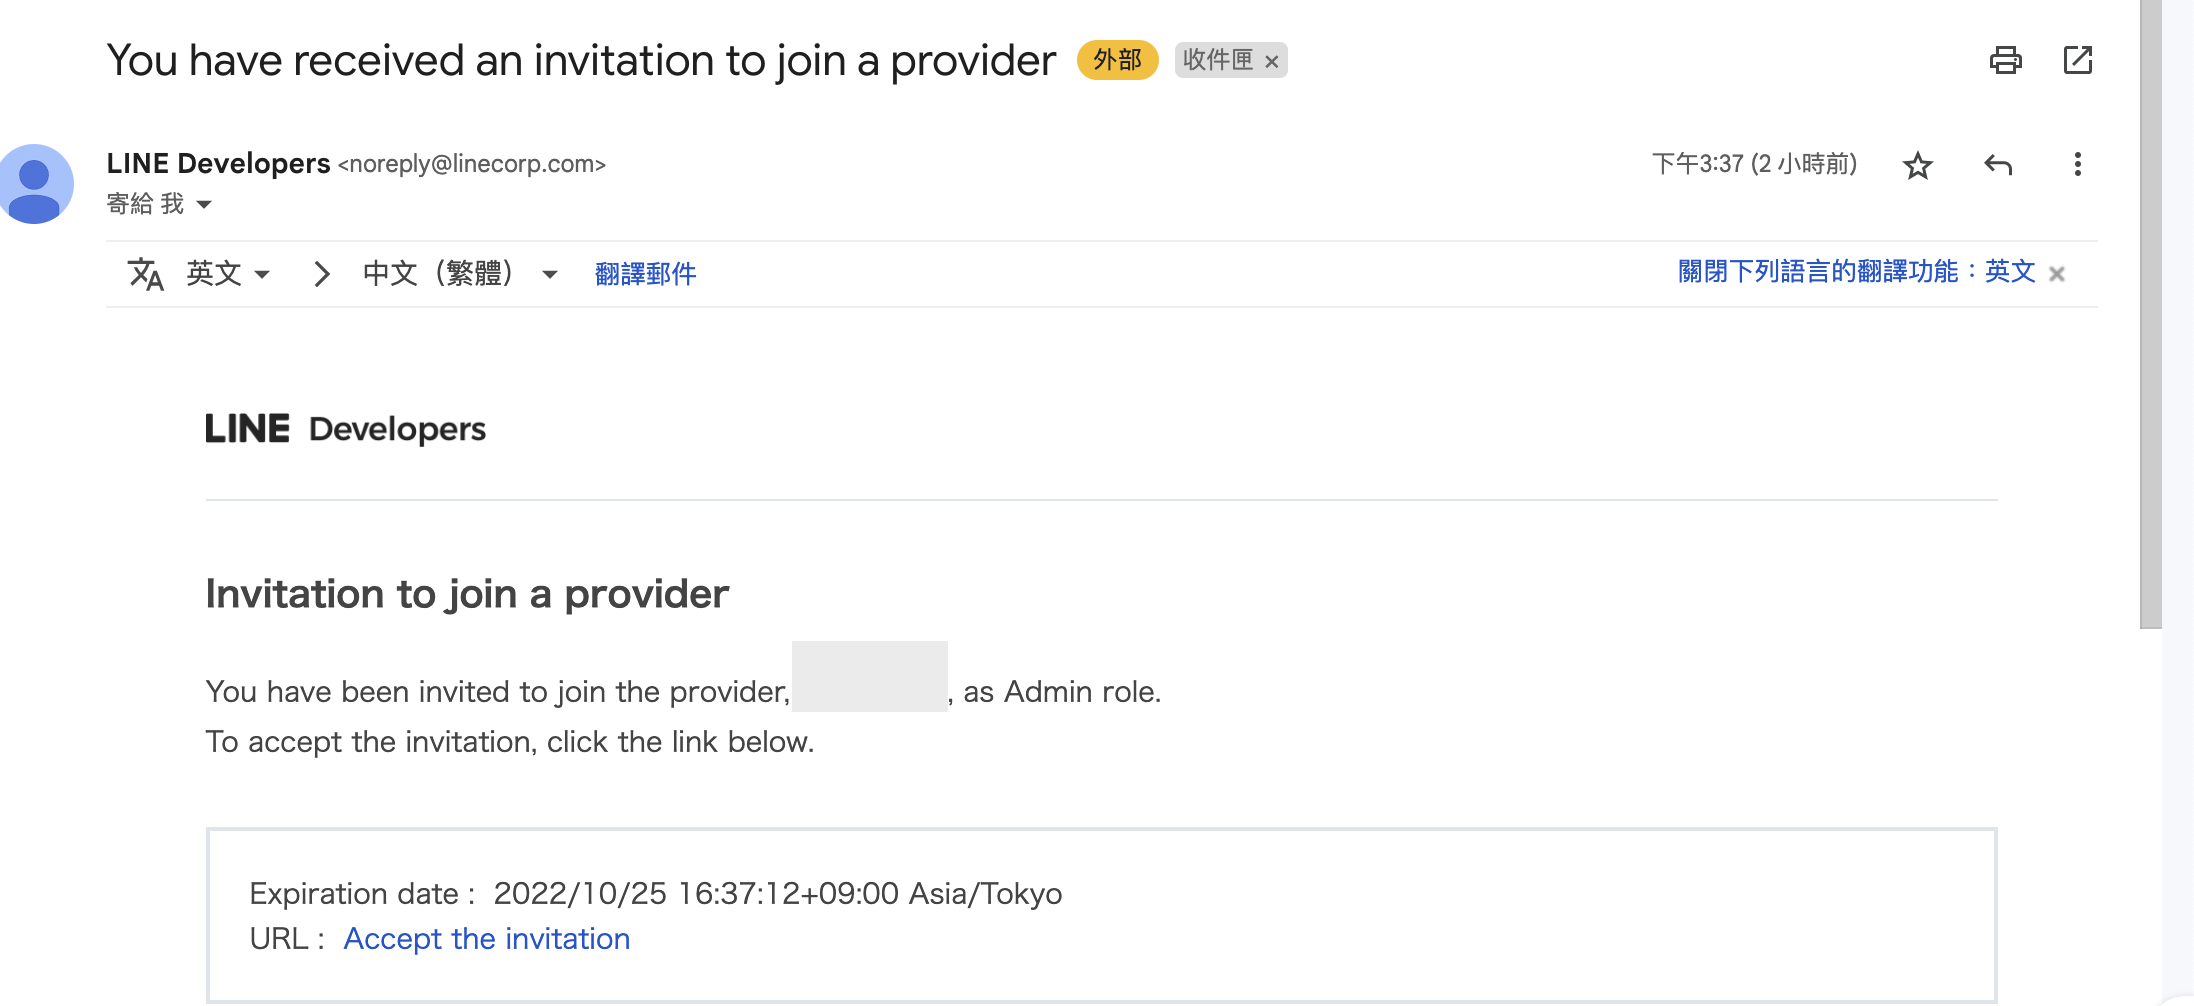 You have received an invitation to join a provider 外部 收件匣 ×
LINE Developers <noreply@linecorp.com> 下午3:37 (2 小時前)
寄給 我
文A 英文 > 中文（繁體） 翻譯郵件 關閉下列語言的翻譯功能：英文 ×
LINE Developers
Invitation to join a provider
You have been invited to join the provider, , as Admin role.
To accept the invitation, click the link below.
Expiration date : 2022/10/25 16:37:12+09:00 Asia/Tokyo
URL : Accept the invitation